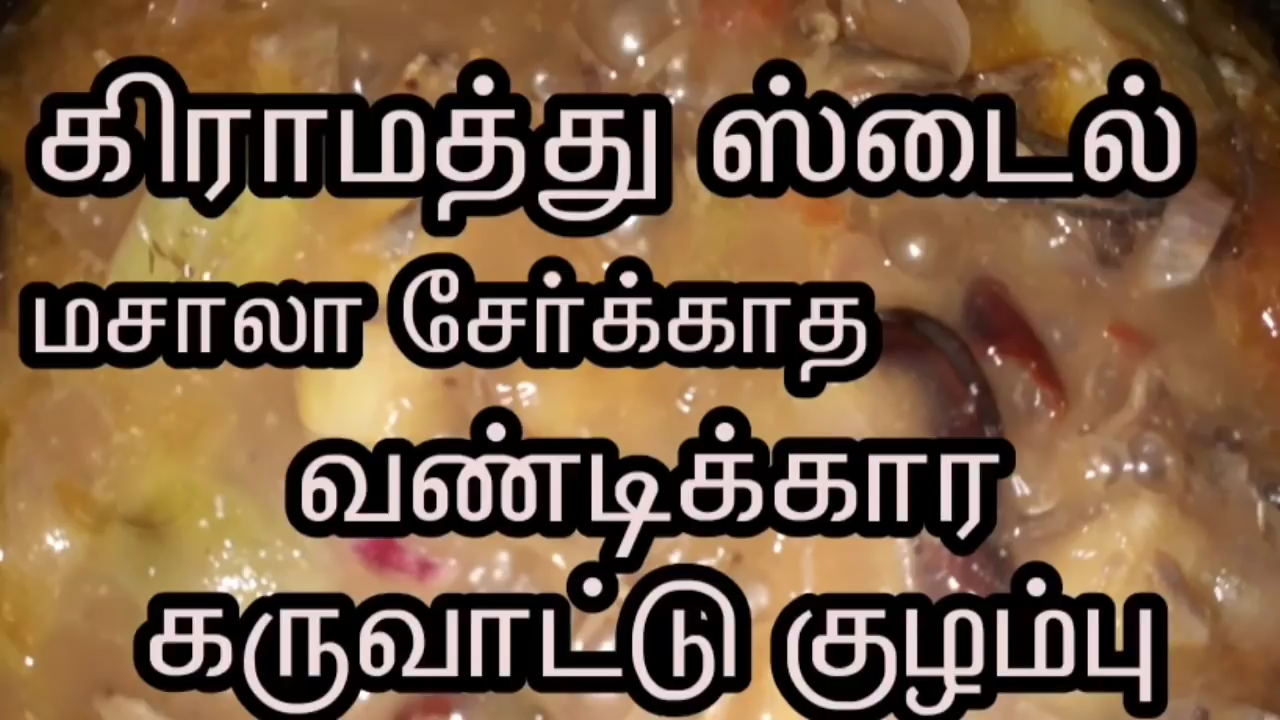 கிராமத்து ஸ்டைல்
மசாலா சேர்க்காத
வண்டிக்கார
கருவாட்டு குழம்பு